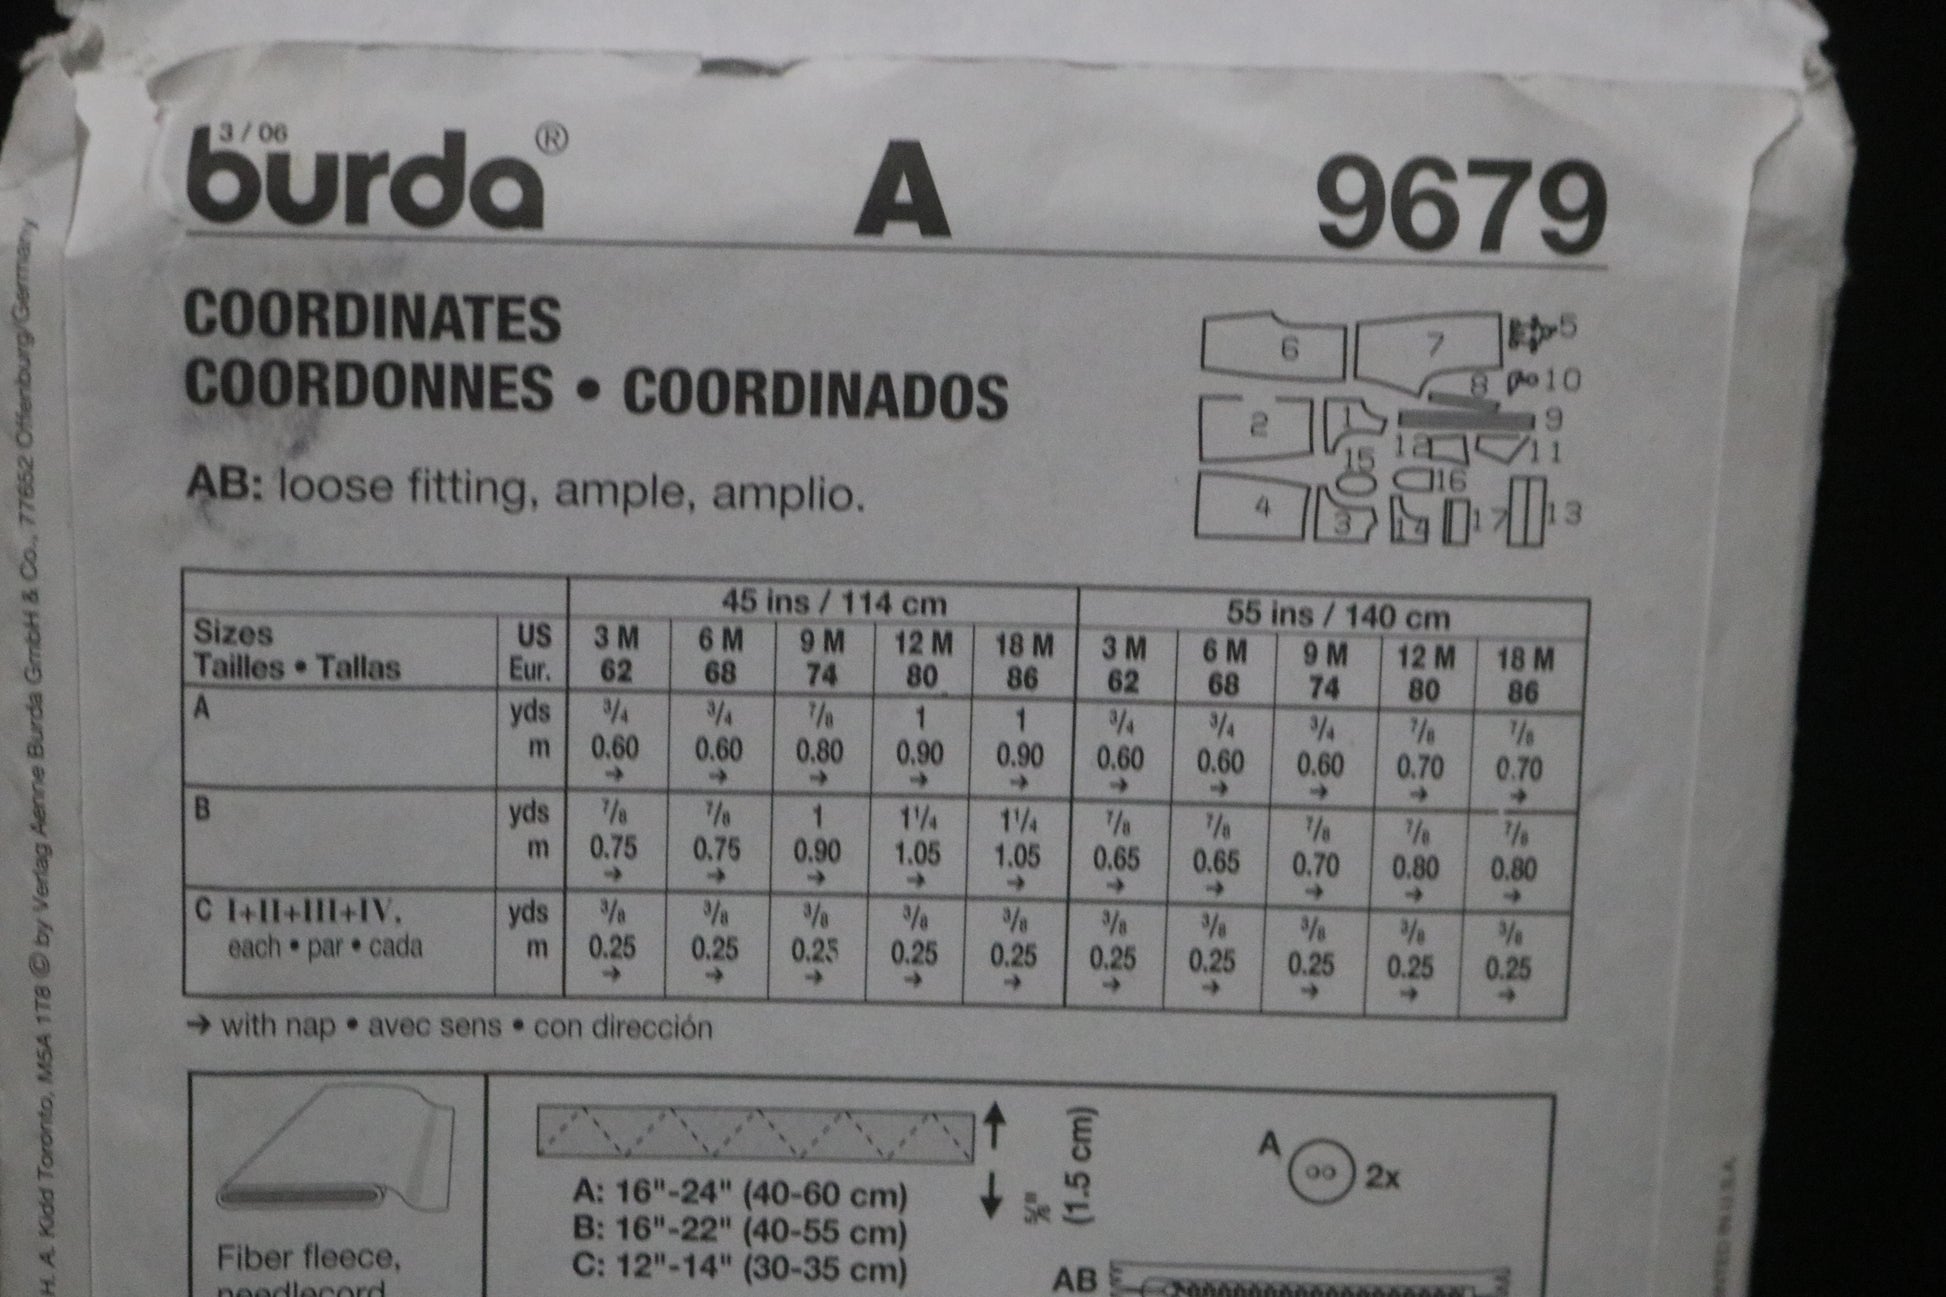 3 / 06
burda® A 9679
COORDINATES
COORDONNES • COORDINADOS
AB: loose fitting, ample, amplio.
6 7 5
8 10
2 1 9
12 11
15 16
4 3 14 17 13
45 ins / 114 cm 55 ins / 140 cm
Sizes US 3 M 6 M 9 M 12 M 18 M 3 M 6 M 9 M 12 M 18 M
Tailles • Tallas Eur. 62 68 74 80 86 62 68 74 80 86
A yds 3/4 3/4 7/8 1 1 3/4 3/4 3/4 7/8 7/8
m 0.60 0.60 0.80 0.90 0.90 0.60 0.60 0.60 0.70 0.70
→ → → → → → → → → →
B yds 7/8 7/8 1 1 1/4 1 1/4 7/8 7/8 7/8 7/8 7/8
m 0.75 0.75 0.90 1.05 1.05 0.65 0.65 0.70 0.80 0.80
→ → → → → → → → → →
C I+II+III+IV. yds 3/8 3/8 3/8 3/8 3/8 3/8 3/8 3/8 3/8 3/8
each • par • cada m 0.25 0.25 0.25 0.25 0.25 0.25 0.25 0.25 0.25 0.25
→ → → → → → → → → →
→ with nap • avec sens • con dirección
Fiber fleece,
needlecord
A: 16"-24" (40-60 cm)
B: 16"-22" (40-55 cm)
C: 12"-14" (30-35 cm)
5/8"
(1.5 cm)
A 2x
AB
H. A. Kidd Toronto, M5A 1T8 © by Verlag Aenne Burda GmbH & Co., 77652 Offenburg/Germany
IN U.S.A.